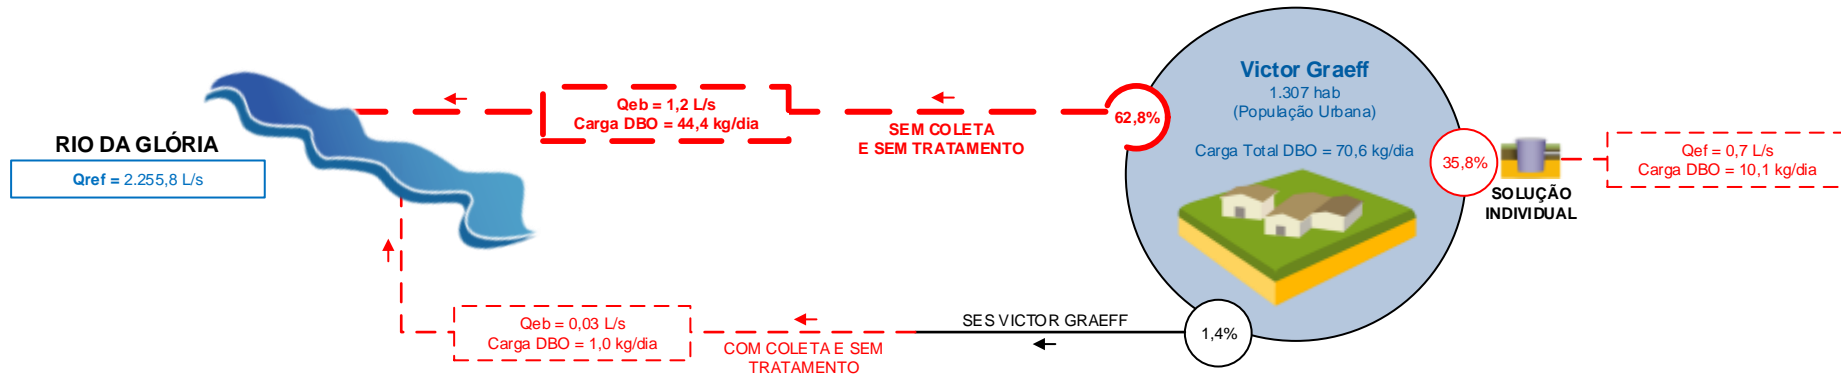 RIO DA GLÓRIA
Qref = 2.255,8 L/s
Qeb = 1,2 L/s
Carga DBO = 44,4 kg/dia
SEM COLETA
E SEM TRATAMENTO
62,8%
Victor Graeff
1.307 hab
(População Urbana)
Carga Total DBO = 70,6 kg/dia
35,8%
SOLUÇÃO
INDIVIDUAL
Qef = 0,7 L/s
Carga DBO = 10,1 kg/dia
Qeb = 0,03 L/s
Carga DBO = 1,0 kg/dia
COM COLETA E SEM
TRATAMENTO
SES VICTOR GRAEFF
1,4%